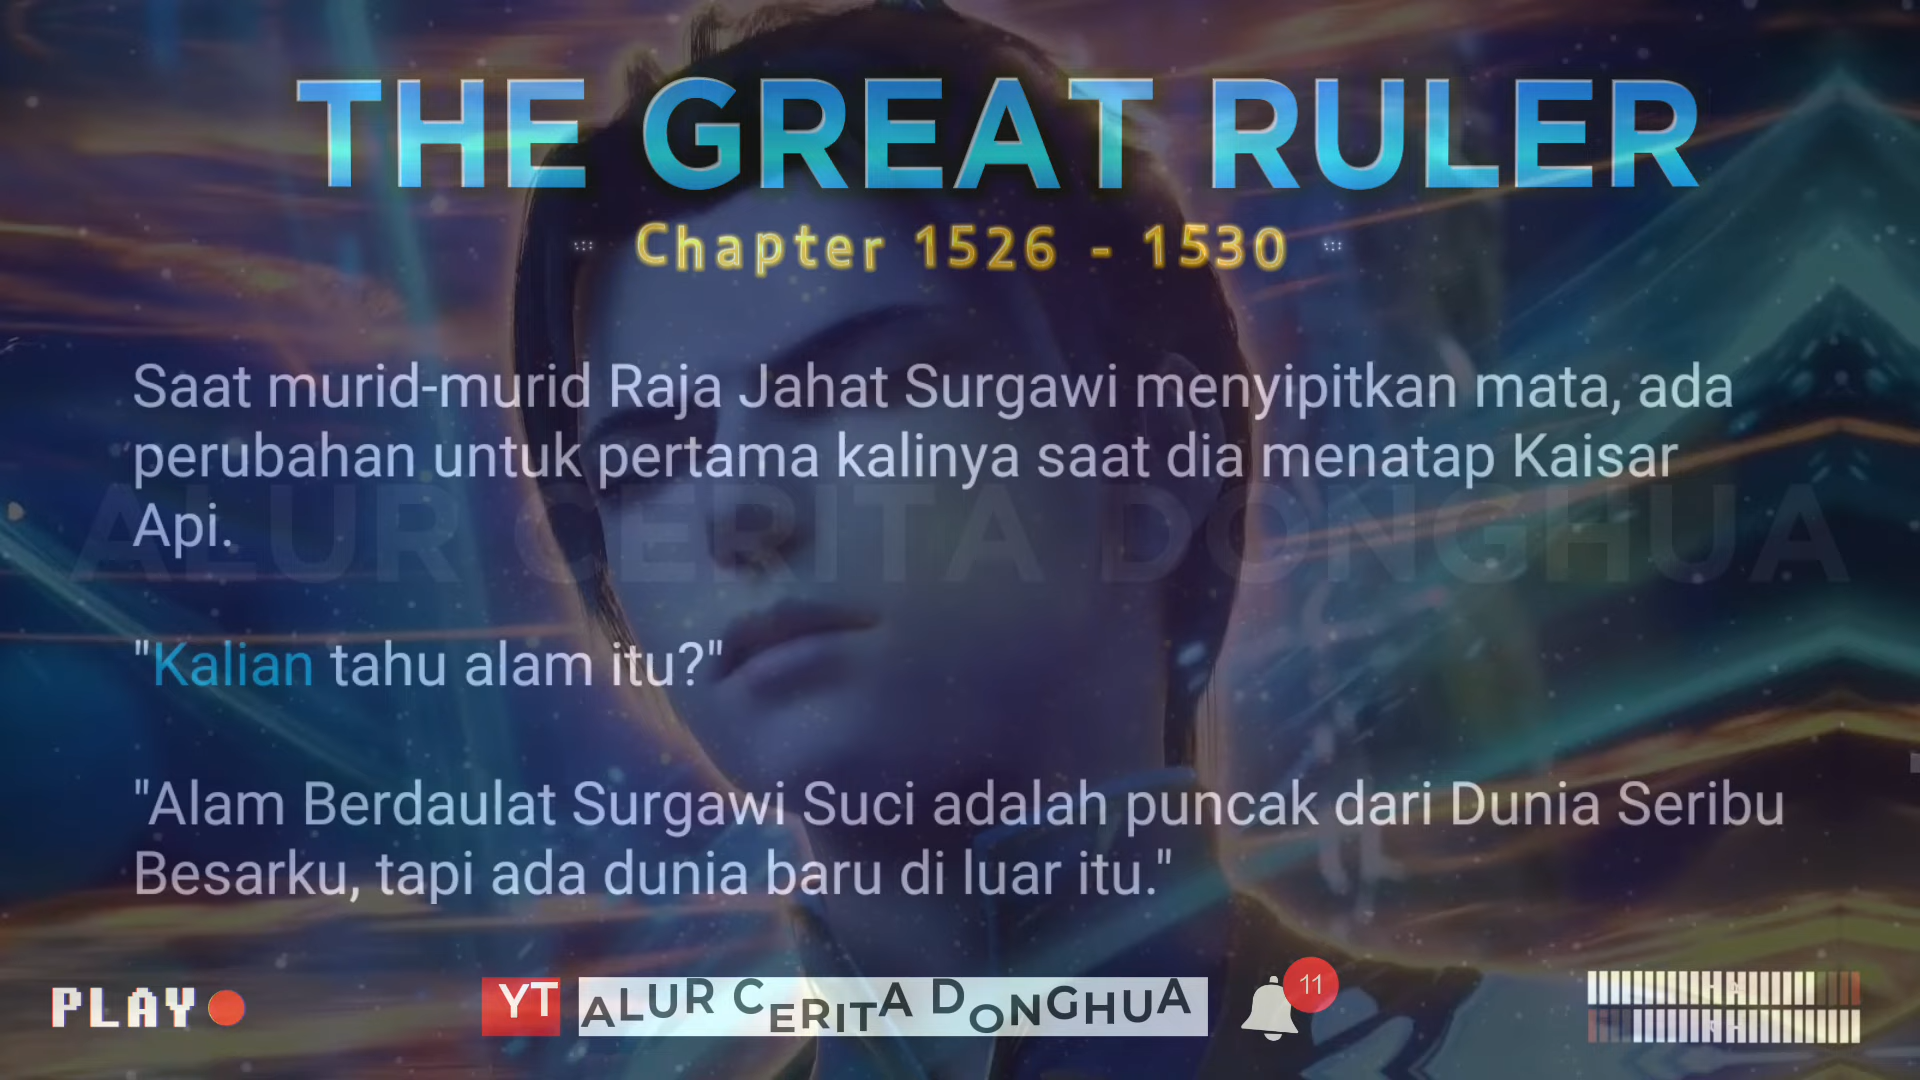 THE GREAT RULER
Chapter 1526 - 1530
Saat murid-murid Raja Jahat Surgawi menyipitkan mata, ada
perubahan untuk pertama kalinya saat dia menatap Kaisar
Api.
ALUR CERITA DONGHUA
"Kalian tahu alam itu?"
"Alam Berdaulat Surgawi Suci adalah puncak dari Dunia Seribu
Besarku, tapi ada dunia baru di luar itu."
PLAY
YT ALUR CERITA DONGHUA
11